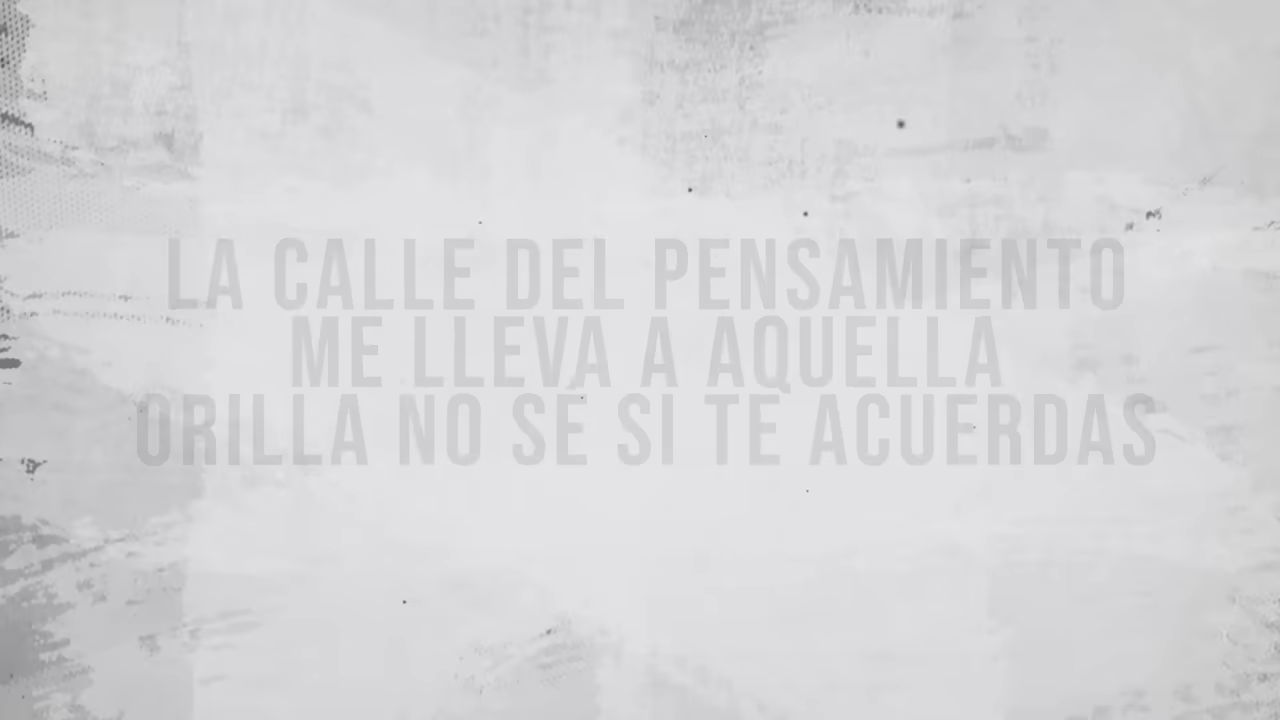 LA CALLE DEL PENSAMIENTO
ME LLEVA A AQUELLA
ORILLA NO SE SI TE ACUERDAS